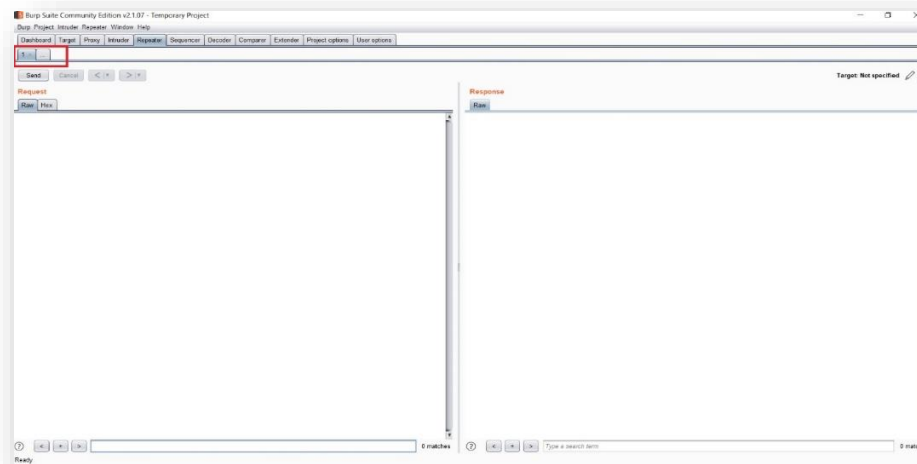 Burp Suite Community Edition v2.1.07 - Temporary Project
Burp Project Intruder Repeater Window Help
Dashboard Target Proxy Intruder Repeater Sequencer Decoder Comparer Extender Project options User options
1 × ...
Send Cancel < > Target: Not specified
Request Response
Raw Hex Raw
? < + > 0 matches ? < + > Type a search term 0 mat
Ready